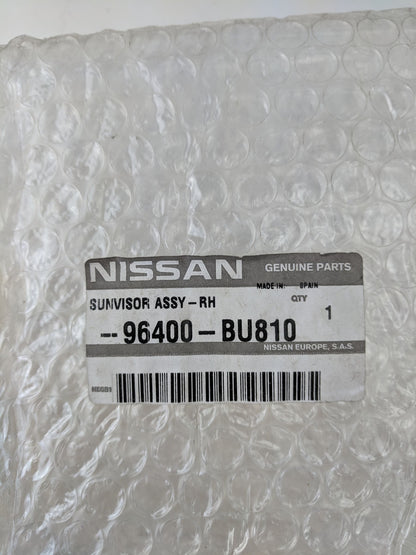 NISSAN GENUINE PARTS
MADE IN: SPAIN
SUNVISOR ASSY-RH QTY
1
--96400-BU810
NISSAN EUROPE, S.A.S.